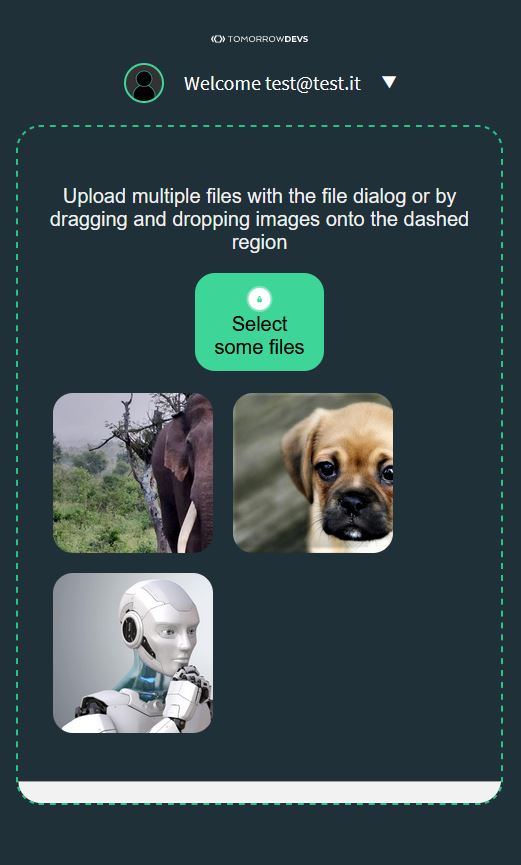 TOMORROWDEVS
Welcome test@test.it
Upload multiple files with the file dialog or by
dragging and dropping images onto the dashed
region
Select
some files